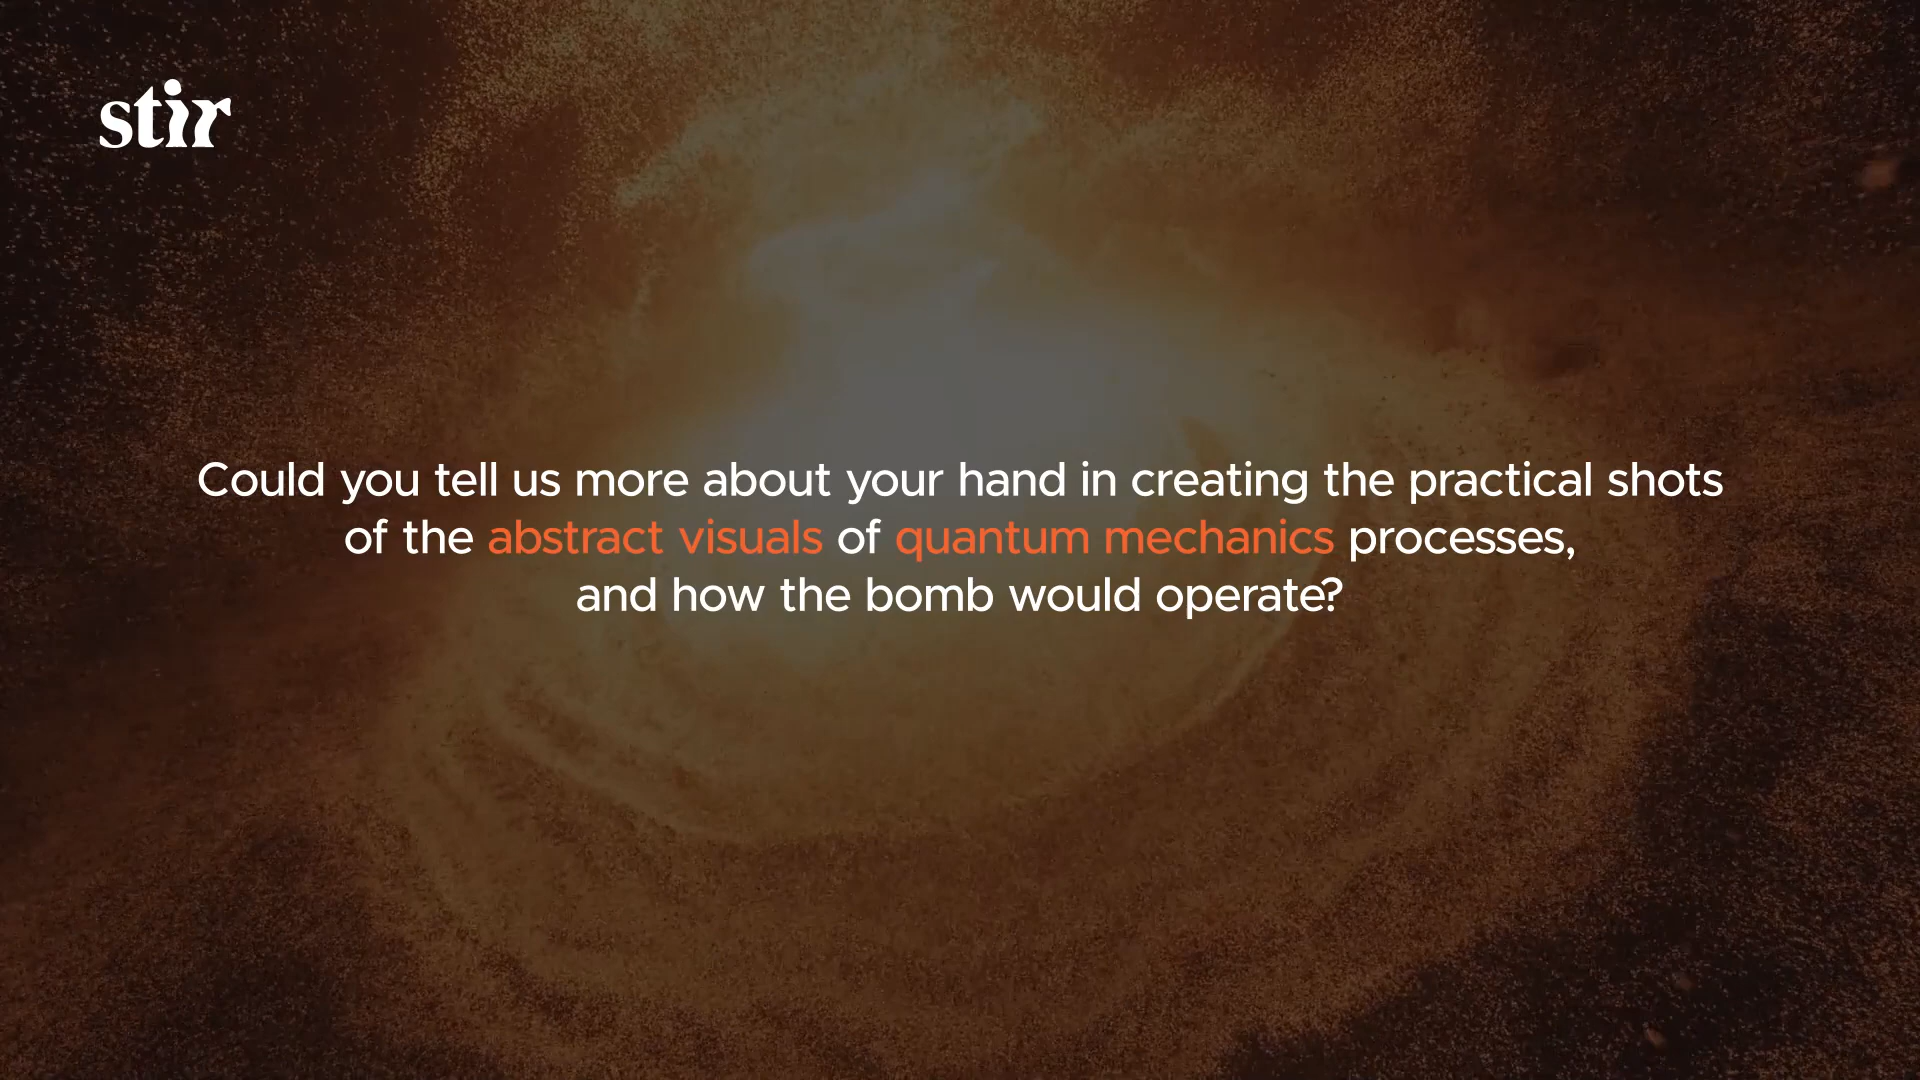 stir
Could you tell us more about your hand in creating the practical shots
of the abstract visuals of quantum mechanics processes,
and how the bomb would operate?